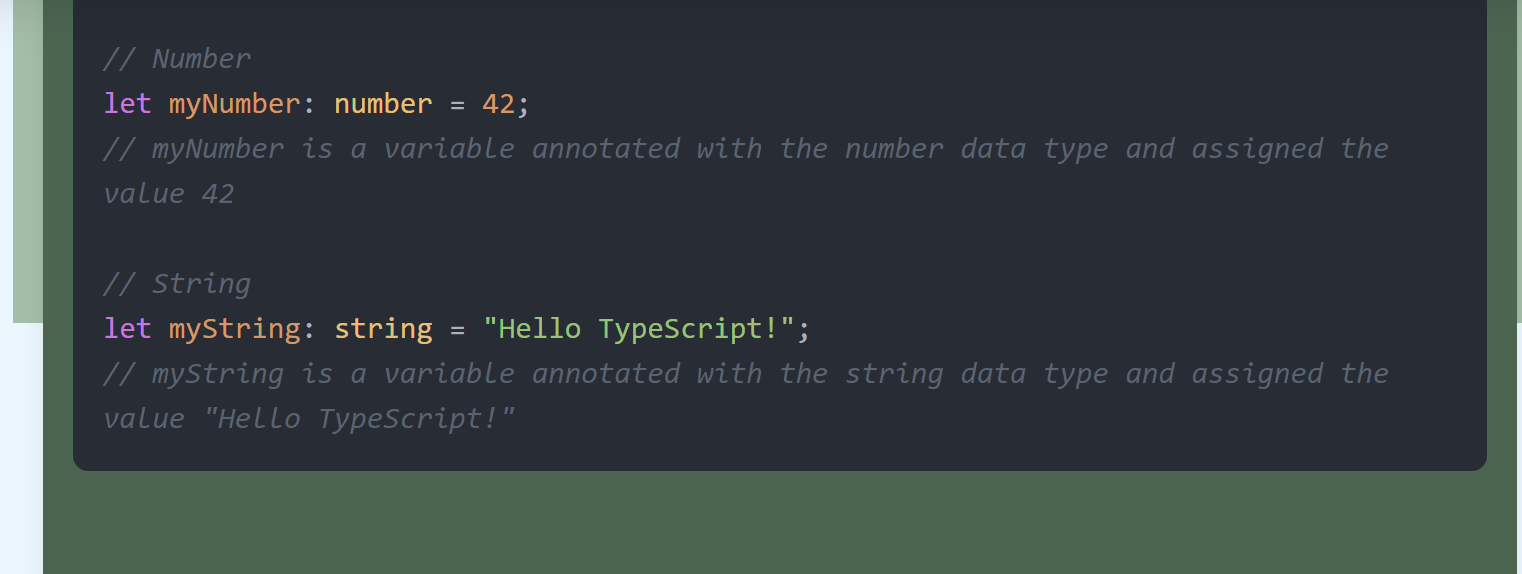 // Number
let myNumber: number = 42;
// myNumber is a variable annotated with the number data type and assigned the
value 42
// String
let myString: string = "Hello TypeScript!";
// myString is a variable annotated with the string data type and assigned the
value "Hello TypeScript!"